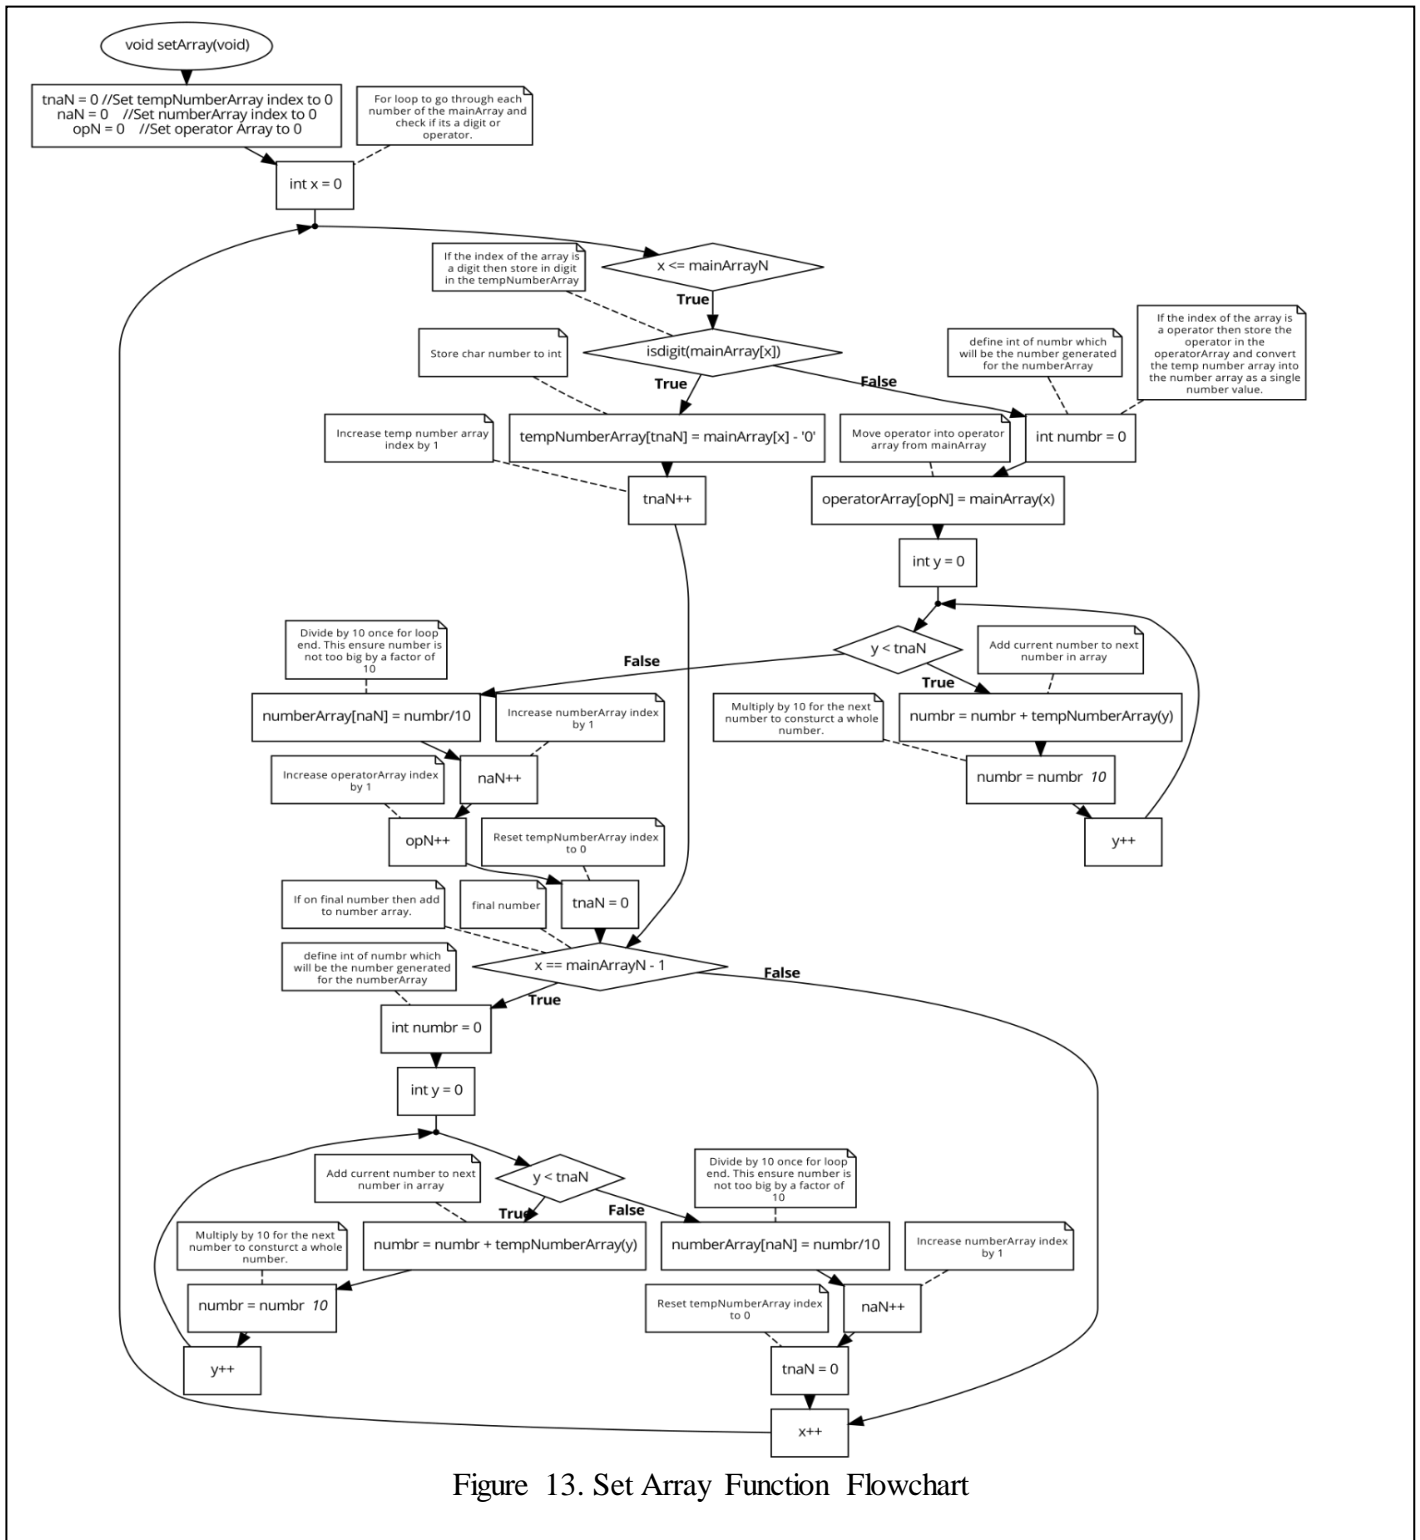 void setArray(void)
tnaN = 0 //Set tempNumberArray index to 0
naN = 0 //Set numberArray index to 0
opN = 0 //Set operator Array to 0
For loop to go through each
number of the mainArray and
check if its a digit or
operator.
int x = 0
If the index of the array is
a digit then store in digit
in the tempNumberArray
x <= mainArrayN
True
Store char number to int
isdigit(mainArray[x])
define int of numbr which
will be the number generated
for the numberArray
If the index of the array is
a operator then store the
operator in the
operatorArray and convert
the temp number array into
the number array as a single
number value.
True
False
Increase temp number array
index by 1
tempNumberArray[tnaN] = mainArray[x] - '0'
Move operator into operator
array from mainArray
int numbr = 0
tnaN++
operatorArray[opN] = mainArray(x)
int y = 0
Divide by 10 once for loop
end. This ensure number is
not too big by a factor of
10
y < tnaN
Add current number to next
number in array
False
True
numberArray[naN] = numbr/10
Increase numberArray index
by 1
Multiply by 10 for the next
number to consturct a whole
number.
numbr = numbr + tempNumberArray(y)
Increase operatorArray index
by 1
naN++
numbr = numbr 10
opN++
Reset tempNumberArray index
to 0
y++
If on final number then add
to number array.
final number
tnaN = 0
define int of numbr which
will be the number generated
for the numberArray
x == mainArrayN - 1
False
True
int numbr = 0
int y = 0
Add current number to next
number in array
y < tnaN
Divide by 10 once for loop
end. This ensure number is
not too big by a factor of
10
True
False
Multiply by 10 for the next
number to consturct a whole
number.
numbr = numbr + tempNumberArray(y)
numberArray[naN] = numbr/10
Increase numberArray index
by 1
numbr = numbr 10
Reset tempNumberArray index
to 0
naN++
y++
tnaN = 0
x++
Figure 13. Set Array Function Flowchart